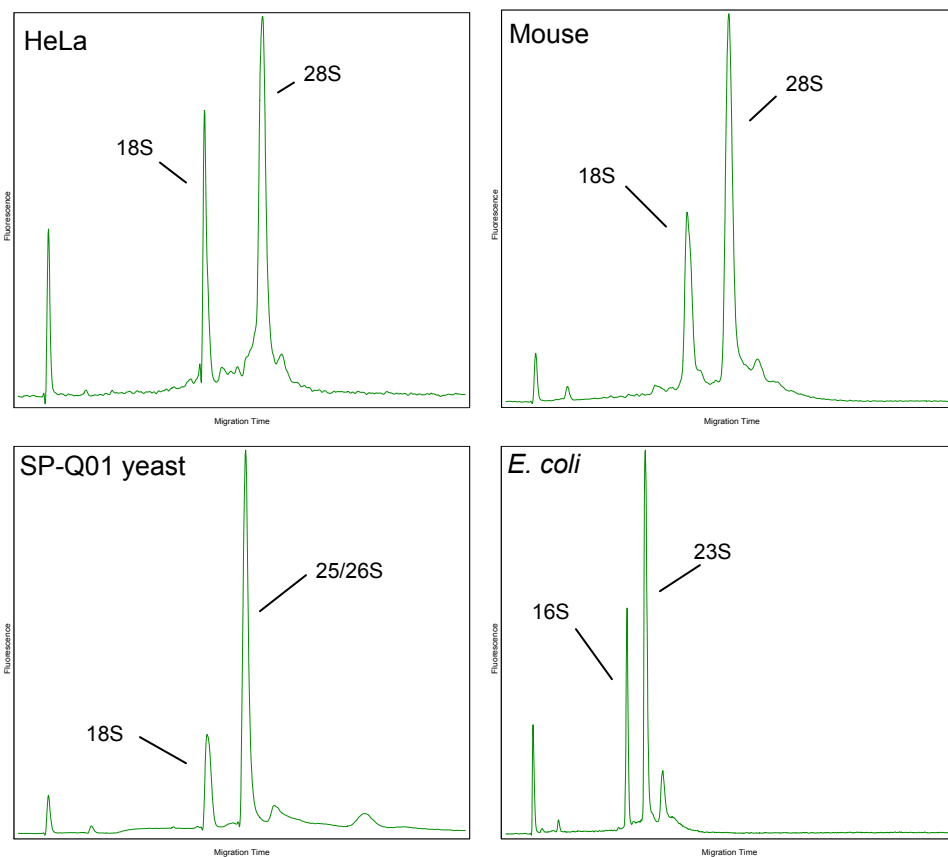 HeLa
28S
18S
Fluorescence
Migration Time
Mouse
28S
18S
Fluorescence
Migration Time
SP-Q01 yeast
25/26S
18S
Fluorescence
Migration Time
E. coli
23S
16S
Fluorescence
Migration Time